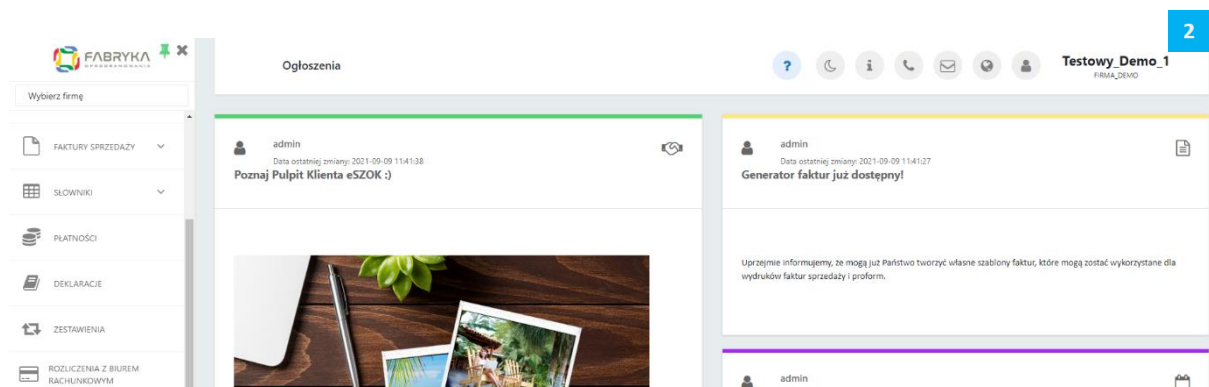 2
FABRYKA
OPROGRAMOWANIA
Wybierz firmę
FAKTURY SPRZEDAŻY
SŁOWNIKI
PŁATNOŚCI
DEKLARACJE
ZESTAWIENIA
ROZLICZENIA Z BIUREM
RACHUNKOWYM
Ogłoszenia
?
i
Testowy_Demo_1
FIRMA_DEMO
admin
Data ostatniej zmiany: 2021-09-09 11:41:38
Poznaj Pulpit Klienta eSZOK :)
admin
Data ostatniej zmiany: 2021-09-09 11:41:27
Generator faktur już dostępny!
Uprzejmie informujemy, że mogą już Państwo tworzyć własne szablony faktur, które mogą zostać wykorzystane dla
wydruków faktur sprzedaży i proform.
admin